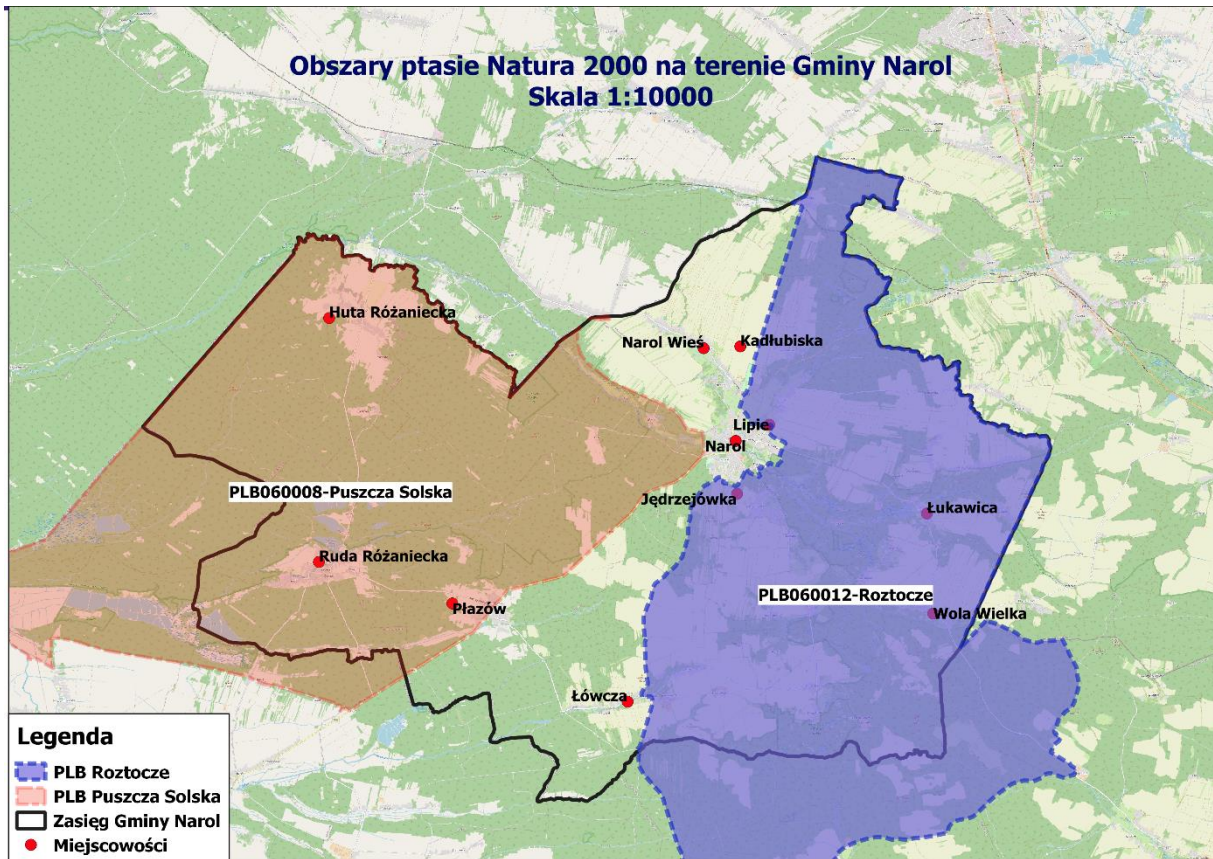 Obszary ptasie Natura 2000 na terenie Gminy Narol
Skala 1:10000
Huta Różaniecka
Narol Wieś
Kadłubiska
Lipie
Narol
PLB060008-Puszcza Solska
Jędrzejówka
Łukawica
Ruda Różaniecka
PLB060012-Roztocze
Płazów
Wola Wielka
Łówcza
Legenda
PLB Roztocze
PLB Puszcza Solska
Zasięg Gminy Narol
Miejscowości